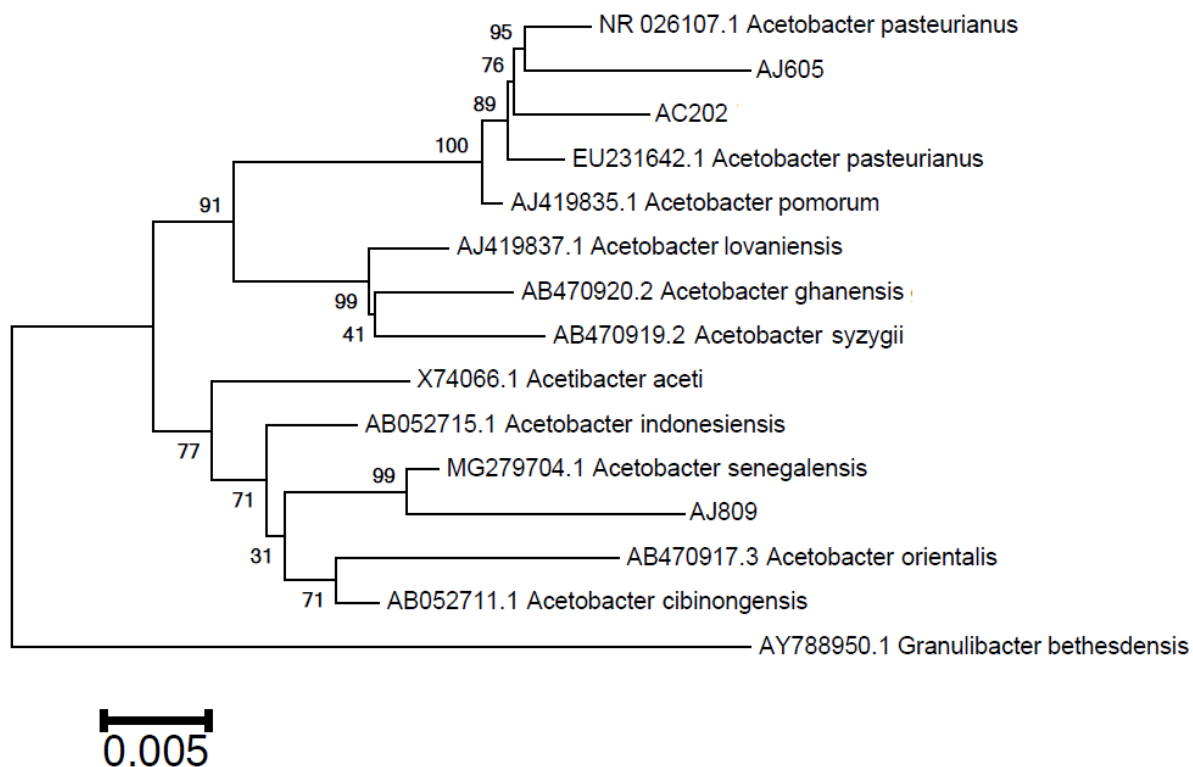 95
NR 026107.1 Acetobacter pasteurianus
76
AJ605
89
AC202
100
EU231642.1 Acetobacter pasteurianus
91
AJ419835.1 Acetobacter pomorum
AJ419837.1 Acetobacter lovaniensis
99
AB470920.2 Acetobacter ghanensis
41
AB470919.2 Acetobacter syzygii
X74066.1 Acetibacter aceti
77
AB052715.1 Acetobacter indonesiensis
99
MG279704.1 Acetobacter senegalensis
71
AJ809
31
AB470917.3 Acetobacter orientalis
71
AB052711.1 Acetobacter cibinongensis
AY788950.1 Granulibacter bethesdensis
0.005